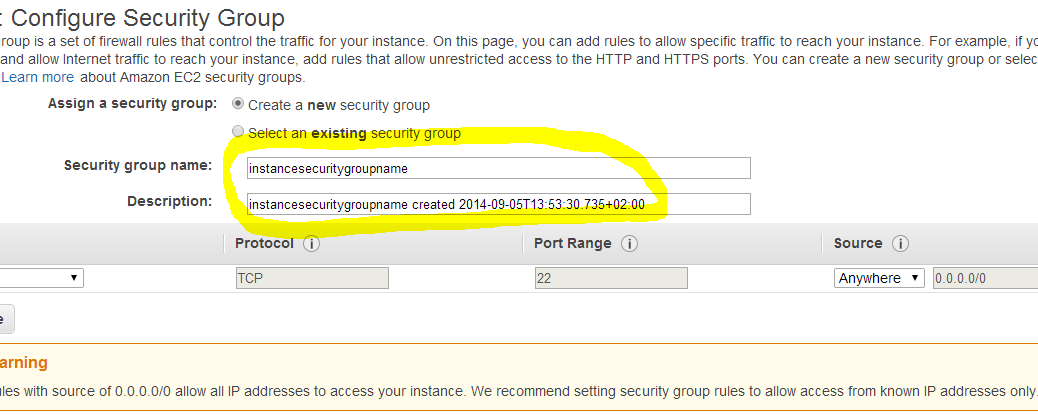 : Configure Security Group
roup is a set of firewall rules that control the traffic for your instance. On this page, you can add rules to allow specific traffic to reach your instance. For example, if yo
and allow Internet traffic to reach your instance, add rules that allow unrestricted access to the HTTP and HTTPS ports. You can create a new security group or selec
Learn more about Amazon EC2 security groups.
Assign a security group: Create a new security group
Select an existing security group
Security group name: instancesecuritygroupname
Description: instancesecuritygroupname created 2014-09-05T13:53:30.735+02:00
Protocol i Port Range i Source i
TCP 22 Anywhere 0.0.0.0/0
e
arning
ules with source of 0.0.0.0/0 allow all IP addresses to access your instance. We recommend setting security group rules to allow access from known IP addresses only.